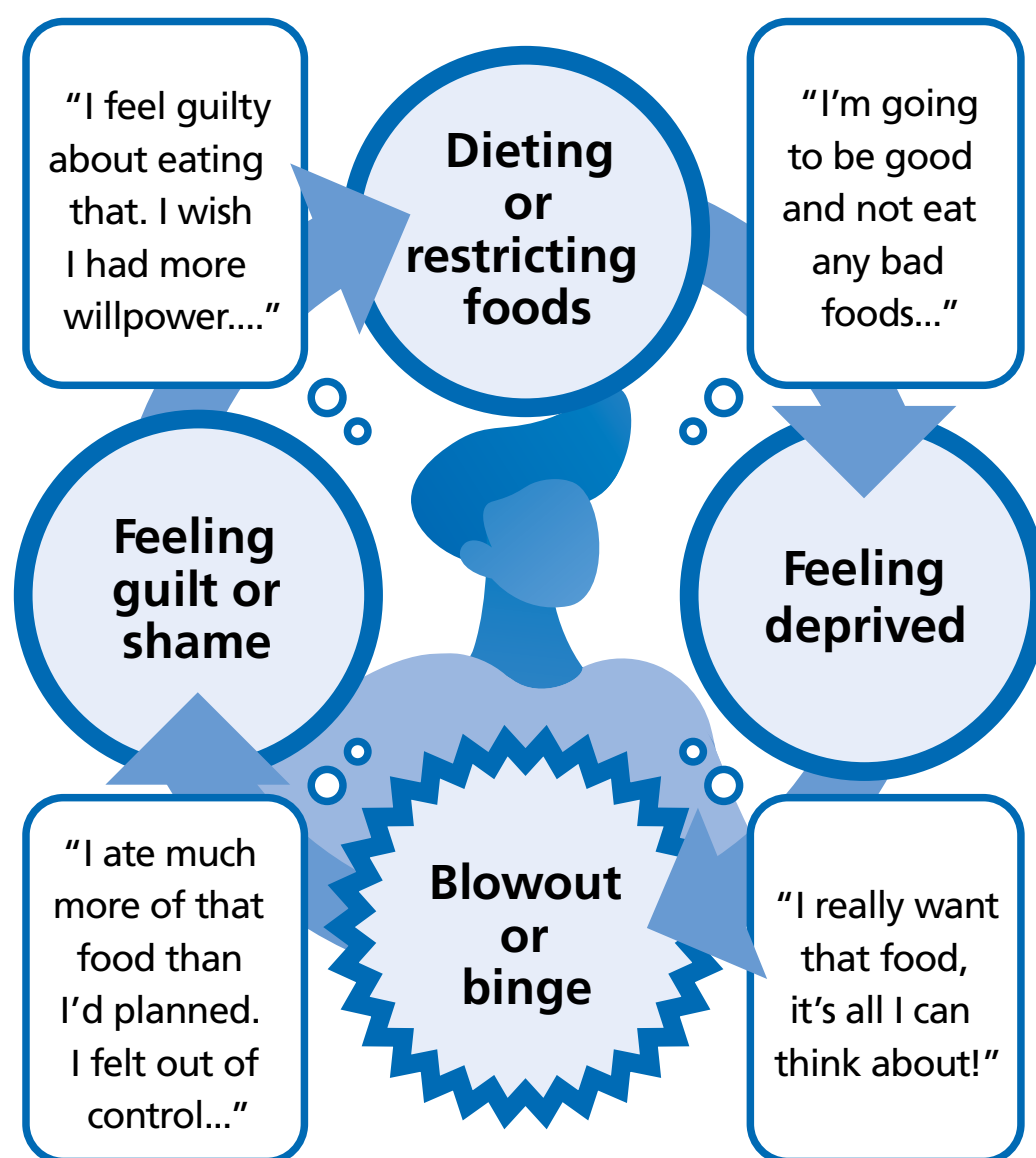 “I feel guilty
about eating
that. I wish
I had more
willpower....”
Dieting
or
restricting
foods
“I’m going
to be good
and not eat
any bad
foods...”
Feeling
guilt or
shame
Feeling
deprived
“I ate much
more of that
food than
I’d planned.
I felt out of
control...”
Blowout
or
binge
“I really want
that food,
it’s all I can
think about!”